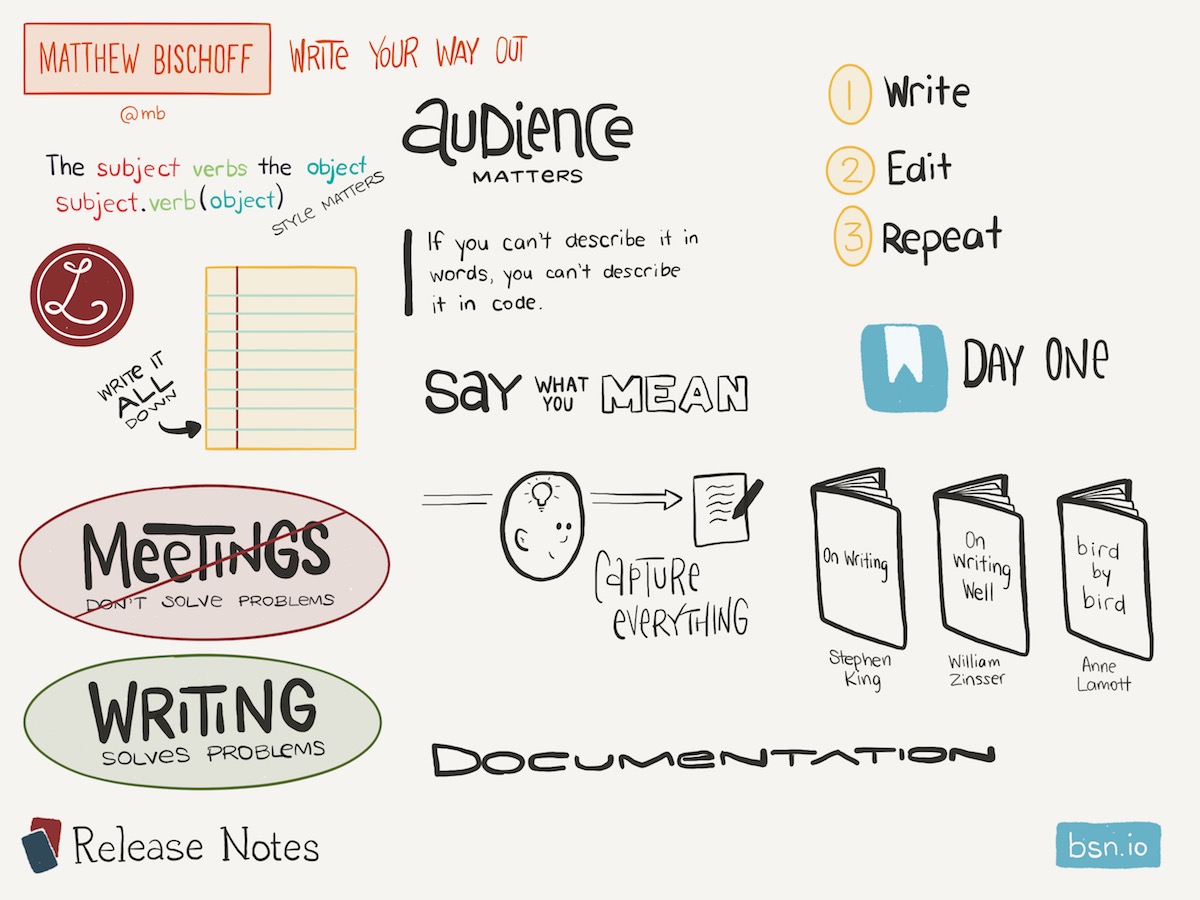 MATTHEW BISCHOFF
WRITE YOUR WAY OUT
@mb
The subject verbs the object
subject.verb(object)
STYLE MATTERS
L
WRITE IT
ALL
DOWN
MEETINGS
DON'T SOLVE PROBLEMS
WRITING
SOLVES PROBLEMS
Release Notes
AUDIENCE
MATTERS
If you can't describe it in
words, you can't describe
it in code.
SAY WHAT YOU MEAN
CAPTURE
EVERYTHING
DOCUMENTATION
1 Write
2 Edit
3 Repeat
DAY ONE
On Writing
Stephen
King
On
Writing
Well
William
Zinsser
bird
by
bird
Anne
Lamott
bsn.io